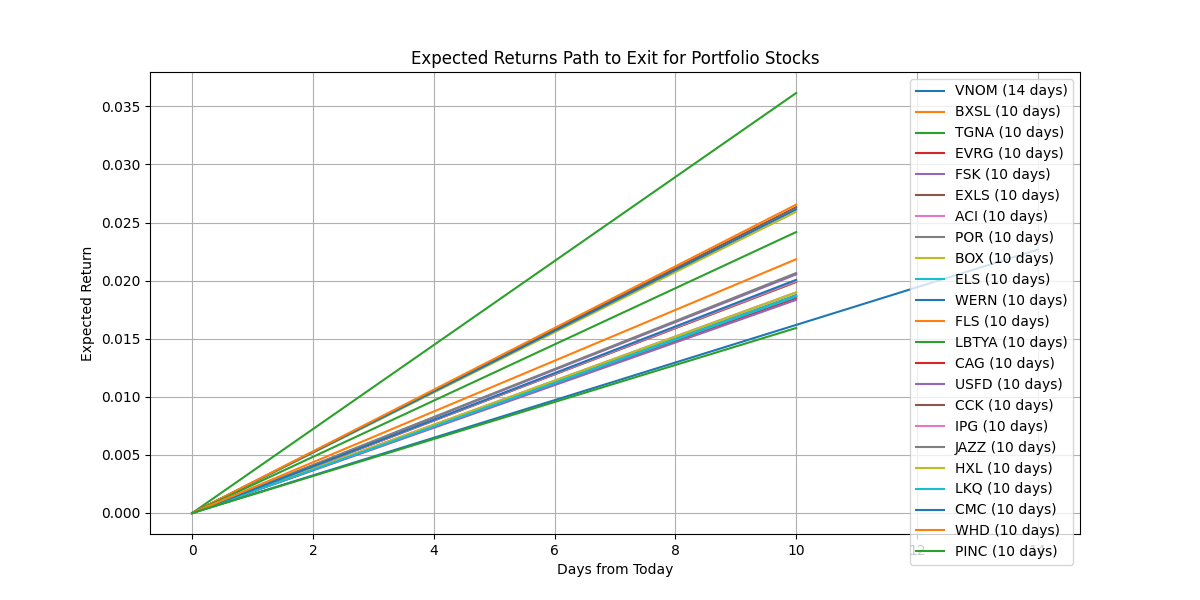 Expected Returns Path to Exit for Portfolio Stocks
Expected Return
0.035
0.030
0.025
0.020
0.015
0.010
0.005
0.000
VNOM (14 days)
BXSL (10 days)
TGNA (10 days)
EVRG (10 days)
FSK (10 days)
EXLS (10 days)
ACI (10 days)
POR (10 days)
BOX (10 days)
ELS (10 days)
WERN (10 days)
FLS (10 days)
LBTYA (10 days)
CAG (10 days)
USFD (10 days)
CCK (10 days)
IPG (10 days)
JAZZ (10 days)
HXL (10 days)
LKQ (10 days)
CMC (10 days)
WHD (10 days)
PINC (10 days)
0 2 4 6 8 10 12
Days from Today